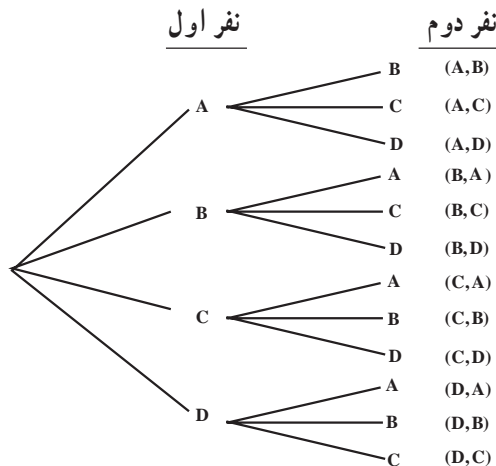 نفر اول نفر دوم
B (A,B)
A C (A,C)
D (A,D)
A (B,A)
B C (B,C)
D (B,D)
A (C,A)
C B (C,B)
D (C,D)
A (D,A)
D B (D,B)
C (D,C)